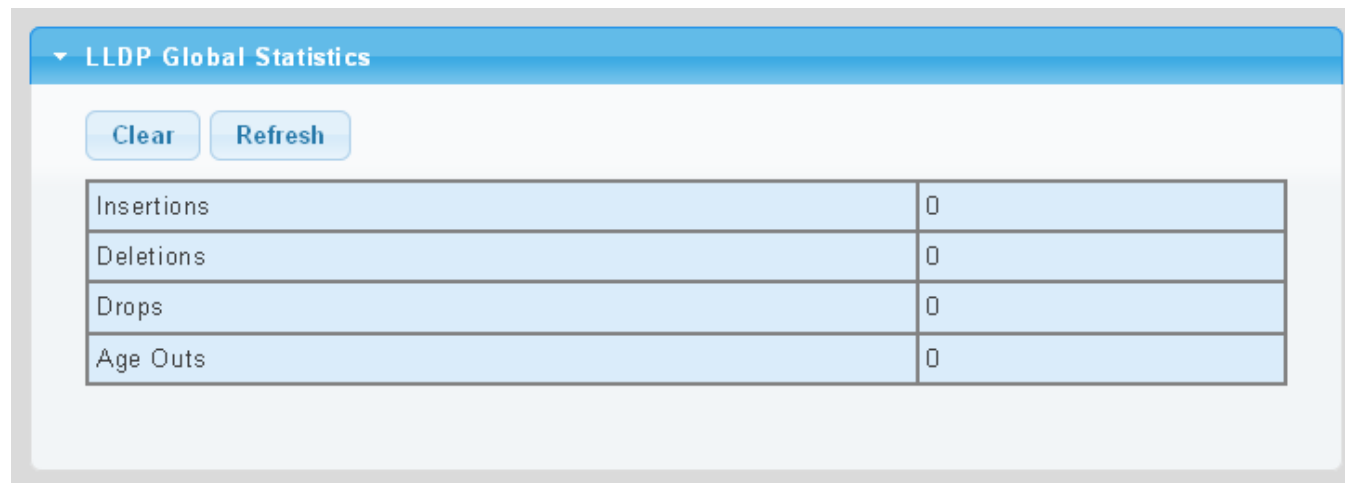 LLDP Global Statistics
Clear Refresh
Insertions 0
Deletions 0
Drops 0
Age Outs 0